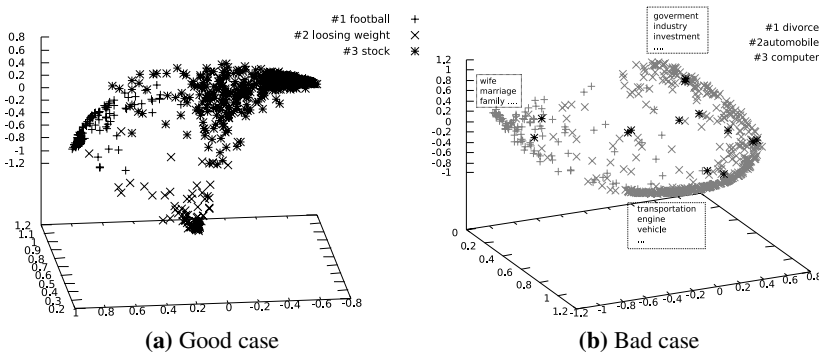 #1 football
#2 loosing weight
#3 stock
0.8
0.6
0.4
0.2
0
-0.2
-0.4
-0.6
-0.8
-1
-1.2
1.2
1.1
1
0.9
0.8
0.7
0.6
0.5
0.4
0.3
0.2
1 0.8 0.6 0.4 0.2 0 -0.2 -0.4 -0.6 -0.8
(a) Good case
goverment
industry
investment
....
#1 divorce
#2automobile
#3 computer
wife
marriage
family ....
1.2
1
0.8
0.6
0.4
0.2
0
-0.2
-0.4
-0.6
-0.8
-1
transportation
engine
vehicle
...
0
0.2
0.4
0.6
0.8
1
1.2
-1.2 -1 -0.8 -0.6 -0.4 -0.2 0 0.2 0.4 0.6 0.8
(b) Bad case